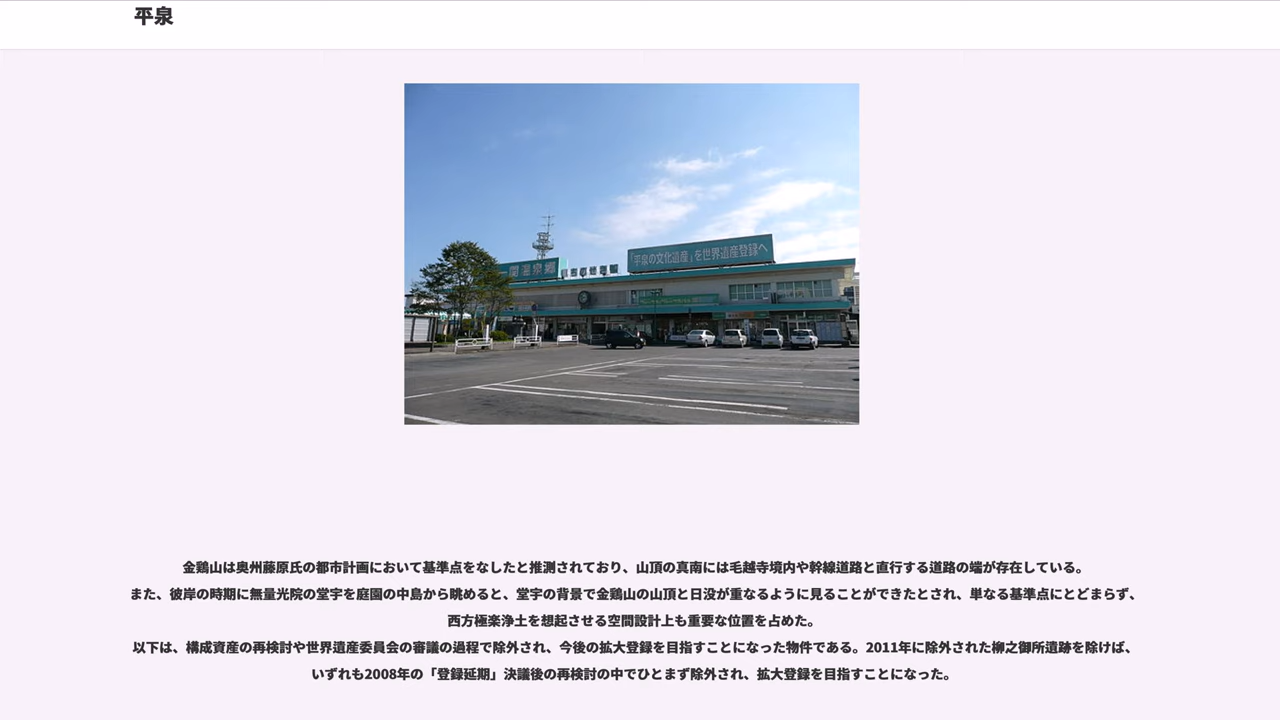 平泉
「平泉の文化遺産」を世界遺産登録へ
一関温泉郷
金鶏山は奥州藤原氏の都市計画において基準点をなしたと推測されており、山頂の真南には毛越寺境内や幹線道路と直行する道路の端が存在している。
また、彼岸の時期に無量光院の堂宇を庭園の中島から眺めると、堂宇の背景で金鶏山の山頂と日没が重なるように見ることができたとされ、単なる基準点にとどまらず、
西方極楽浄土を想起させる空間設計上も重要な位置を占めた。
以下は、構成資産の再検討や世界遺産委員会の審議の過程で除外され、今後の拡大登録を目指すことになった物件である。2011年に除外された柳之御所遺跡を除けば、
いずれも2008年の「登録延期」決議後の再検討の中でひとまず除外され、拡大登録を目指すことになった。